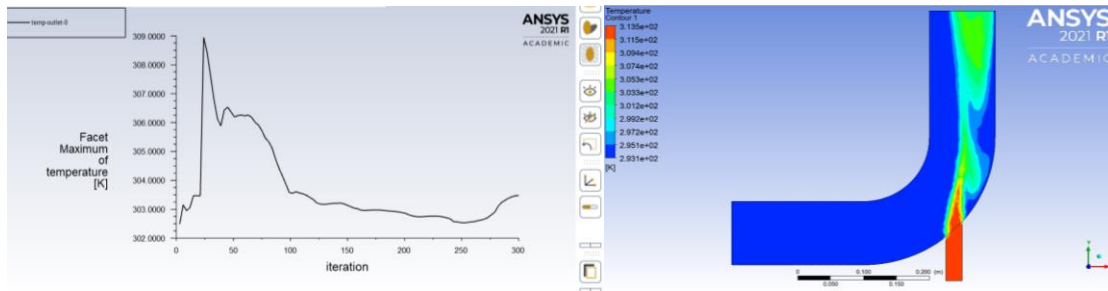 temp-outlet-0
ANSYS
2021 R1
ACADEMIC
309.0000
308.0000
307.0000
306.0000
305.0000
304.0000
303.0000
302.0000
Facet
Maximum
of
temperature
[K]
0
50
100
150
200
250
300
iteration
Temperature
Contour 1
3.135e+02
3.115e+02
3.094e+02
3.074e+02
3.053e+02
3.033e+02
3.012e+02
2.992e+02
2.972e+02
2.951e+02
2.931e+02
[K]
ANSYS
2021 R1
ACADEMIC
0
0.100
0.200 (m)
0.050
0.150
Y